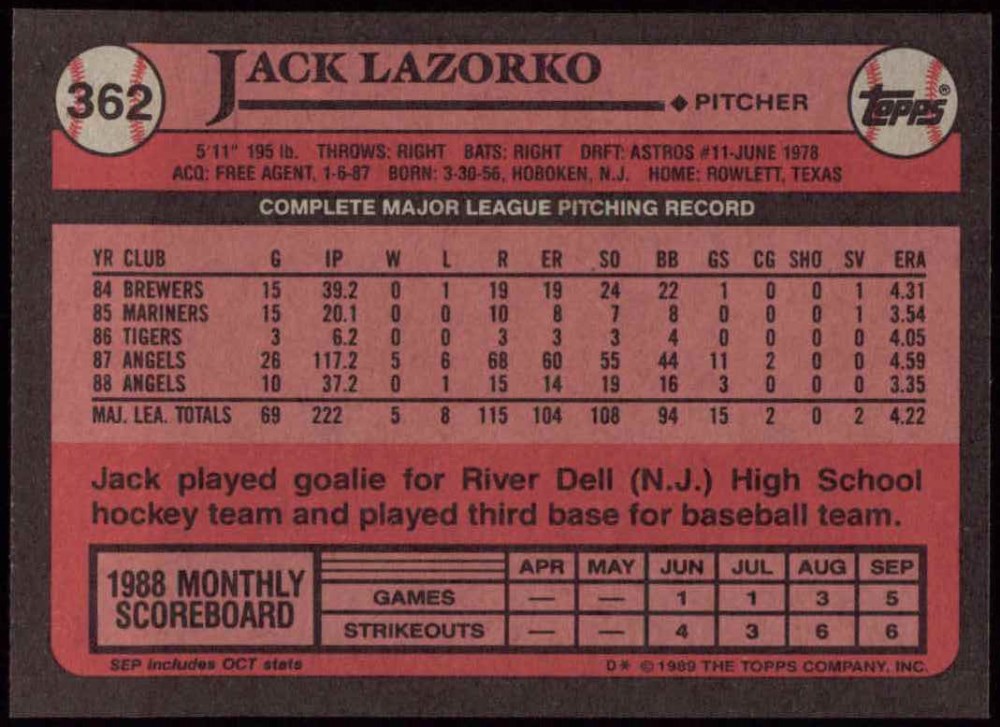 362
JACK LAZORKO
♦ PITCHER
TOPPS®
5'11" 195 lb. THROWS: RIGHT BATS: RIGHT DRFT: ASTROS #11-JUNE 1978
ACQ: FREE AGENT, 1-6-87 BORN: 3-30-56, HOBOKEN, N.J. HOME: ROWLETT, TEXAS
COMPLETE MAJOR LEAGUE PITCHING RECORD
YR CLUB G IP W L R ER SO BB GS CG SHO SV ERA
84 BREWERS 15 39.2 0 1 19 19 24 22 1 0 0 1 4.31
85 MARINERS 15 20.1 0 0 10 8 7 8 0 0 0 1 3.54
86 TIGERS 3 6.2 0 0 3 3 3 4 0 0 0 0 4.05
87 ANGELS 26 117.2 5 6 68 60 55 44 11 2 0 0 4.59
88 ANGELS 10 37.2 0 1 15 14 19 16 3 0 0 0 3.35
MAJ. LEA. TOTALS 69 222 5 8 115 104 108 94 15 2 0 2 4.22
Jack played goalie for River Dell (N.J.) High School
hockey team and played third base for baseball team.
1988 MONTHLY
SCOREBOARD
APR MAY JUN JUL AUG SEP
GAMES — — 1 1 3 5
STRIKEOUTS — — 4 3 6 6
SEP includes OCT stats
D* © 1989 THE TOPPS COMPANY, INC.